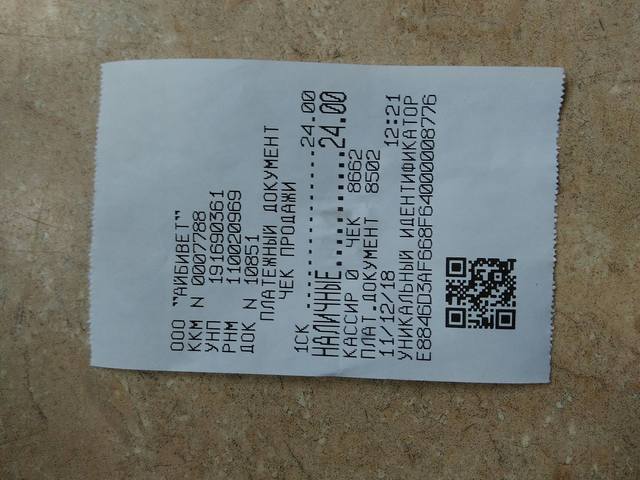 ООО "АЙБИВЕТ"
ККМ N 0007788
УНП 191690361
РНМ 110020969
ДОК N 10851
ПЛАТЕЖНЫЙ ДОКУМЕНТ
ЧЕК ПРОДАЖИ
1СК ..................24.00
НАЛИЧНЫЕ ............24.00
КАССИР 0 ЧЕК 8662
ПЛАТ.ДОКУМЕНТ 8502
11/12/18 12:21
УНИКАЛЬНЫЙ ИДЕНТИФИКАТОР
E8846D3AF668F64000008776